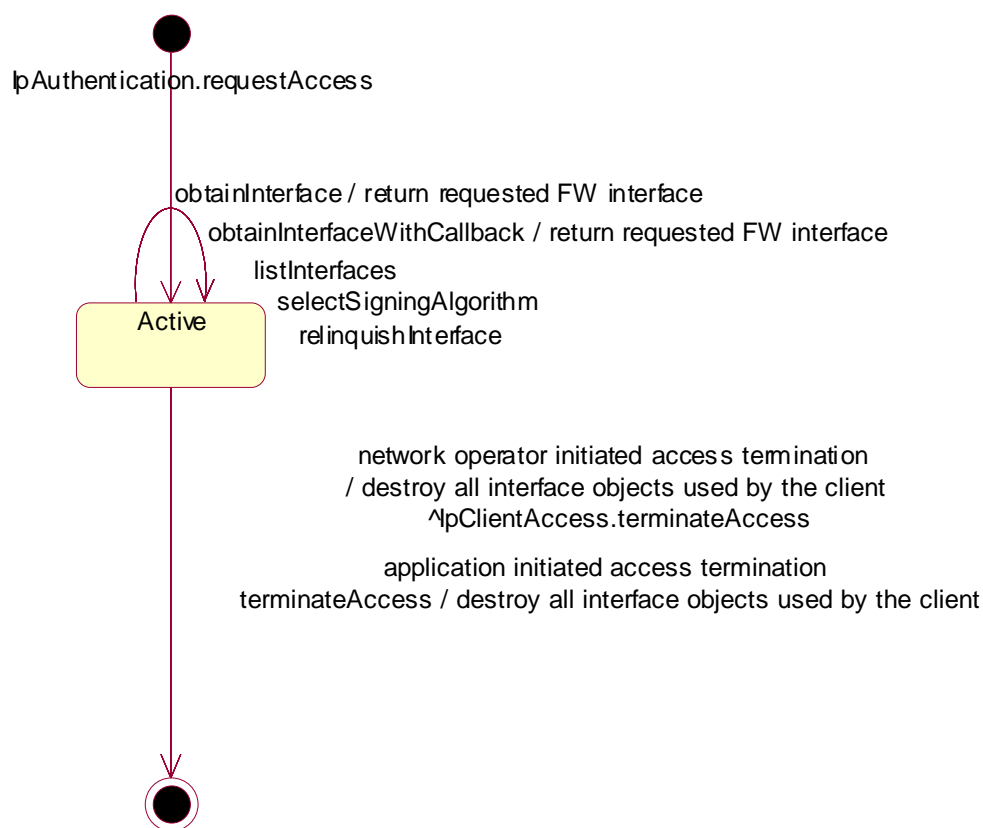 IpAuthentication.requestAccess
obtainInterface / return requested FW interface
obtainInterfaceWithCallback / return requested FW interface
listInterfaces
selectSigningAlgorithm
Active
relinquishInterface
network operator initiated access termination
/ destroy all interface objects used by the client
^IpClientAccess.terminateAccess
application initiated access termination
terminateAccess / destroy all interface objects used by the client